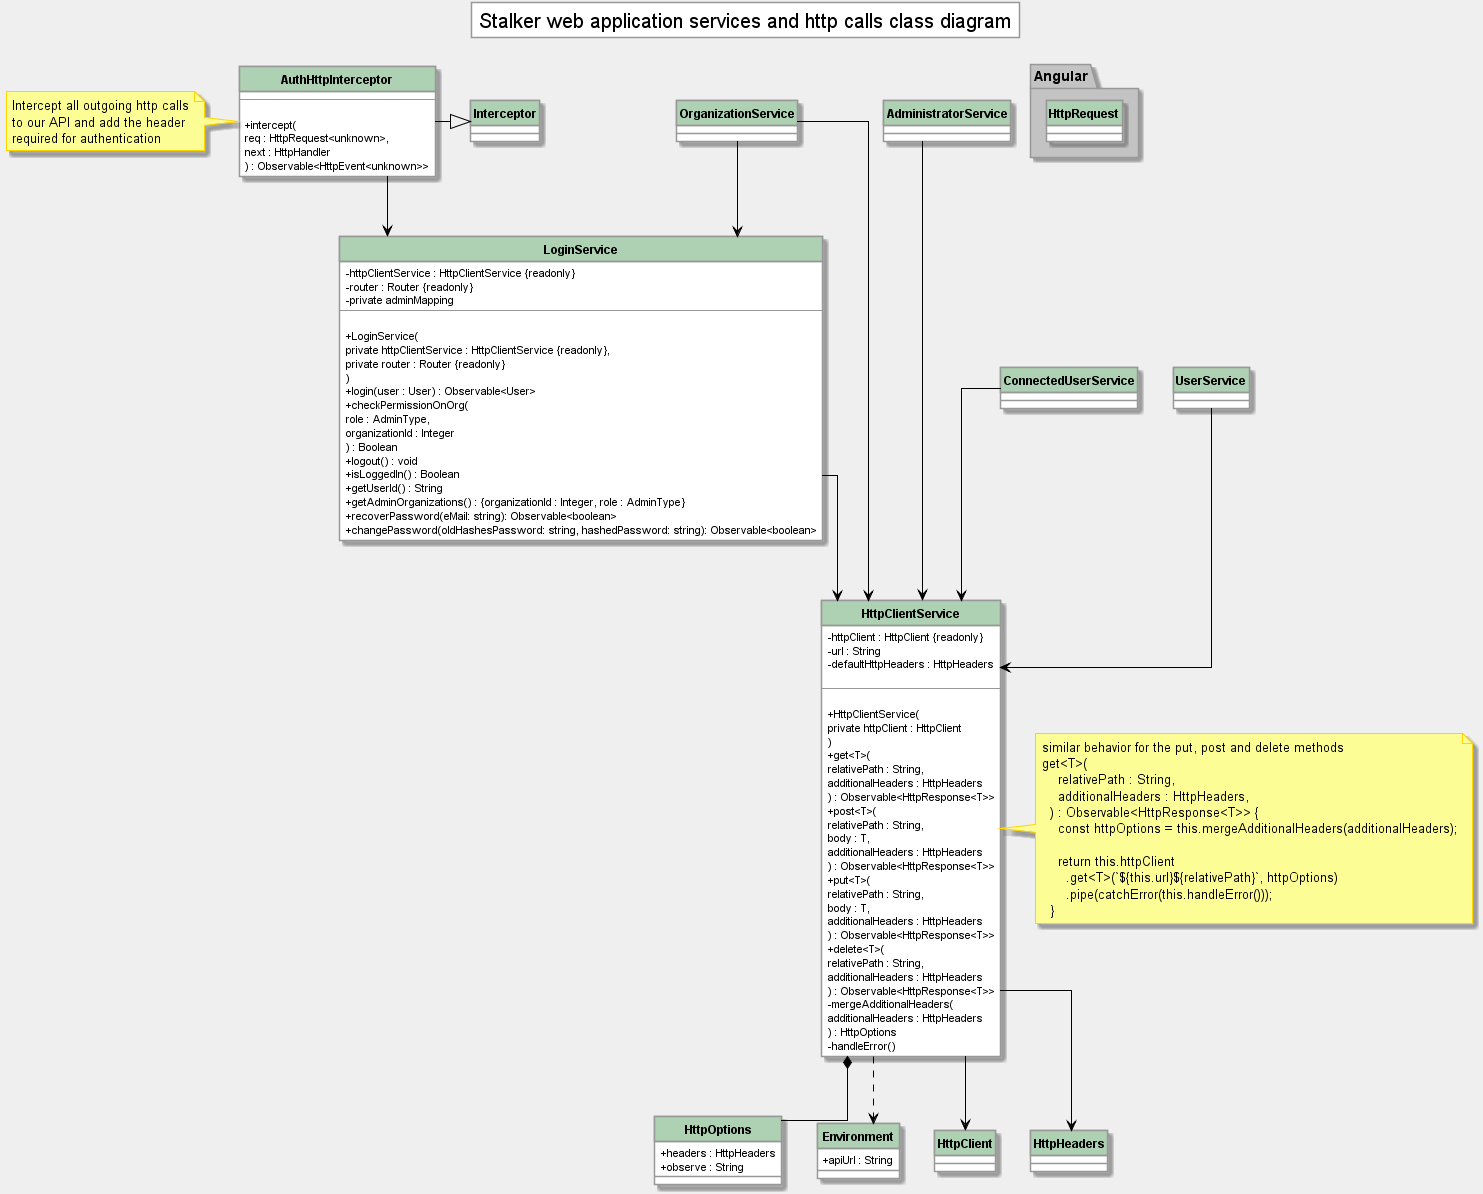 Stalker web application services and http calls class diagram
Intercept all outgoing http calls
to our API and add the header
required for authentication
AuthHttpInterceptor
+intercept(
req : HttpRequest<unknown>,
next : HttpHandler
) : Observable<HttpEvent<unknown>>
Interceptor
OrganizationService
AdministratorService
Angular
HttpRequest
LoginService
-httpClientService : HttpClientService {readonly}
-router : Router {readonly}
-private adminMapping
+LoginService(
private httpClientService : HttpClientService {readonly},
private router : Router {readonly}
)
+login(user : User) : Observable<User>
+checkPermissionOnOrg(
role : AdminType,
organizationId : Integer
) : Boolean
+logout() : void
+isLoggedIn() : Boolean
+getUserId() : String
+getAdminOrganizations() : {organizationId : Integer, role : AdminType}
+recoverPassword(eMail: string): Observable<boolean>
+changePassword(oldHashesPassword: string, hashedPassword: string): Observable<boolean>
ConnectedUserService
UserService
HttpClientService
-httpClient : HttpClient {readonly}
-url : String
-defaultHttpHeaders : HttpHeaders
+HttpClientService(
private httpClient : HttpClient
)
+get<T>(
relativePath : String,
additionalHeaders : HttpHeaders
) : Observable<HttpResponse<T>>
+post<T>(
relativePath : String,
body : T,
additionalHeaders : HttpHeaders
) : Observable<HttpResponse<T>>
+put<T>(
relativePath : String,
body : T,
additionalHeaders : HttpHeaders
) : Observable<HttpResponse<T>>
+delete<T>(
relativePath : String,
additionalHeaders : HttpHeaders
) : Observable<HttpResponse<T>>
-mergeAdditionalHeaders(
additionalHeaders : HttpHeaders
) : HttpOptions
-handleError()
similar behavior for the put, post and delete methods
get<T>(
relativePath : String,
additionalHeaders : HttpHeaders,
) : Observable<HttpResponse<T>> {
const httpOptions = this.mergeAdditionalHeaders(additionalHeaders);
return this.httpClient
.get<T>(`${this.url}${relativePath}`, httpOptions)
.pipe(catchError(this.handleError()));
}
HttpOptions
+headers : HttpHeaders
+observe : String
Environment
+apiUrl : String
HttpClient
HttpHeaders